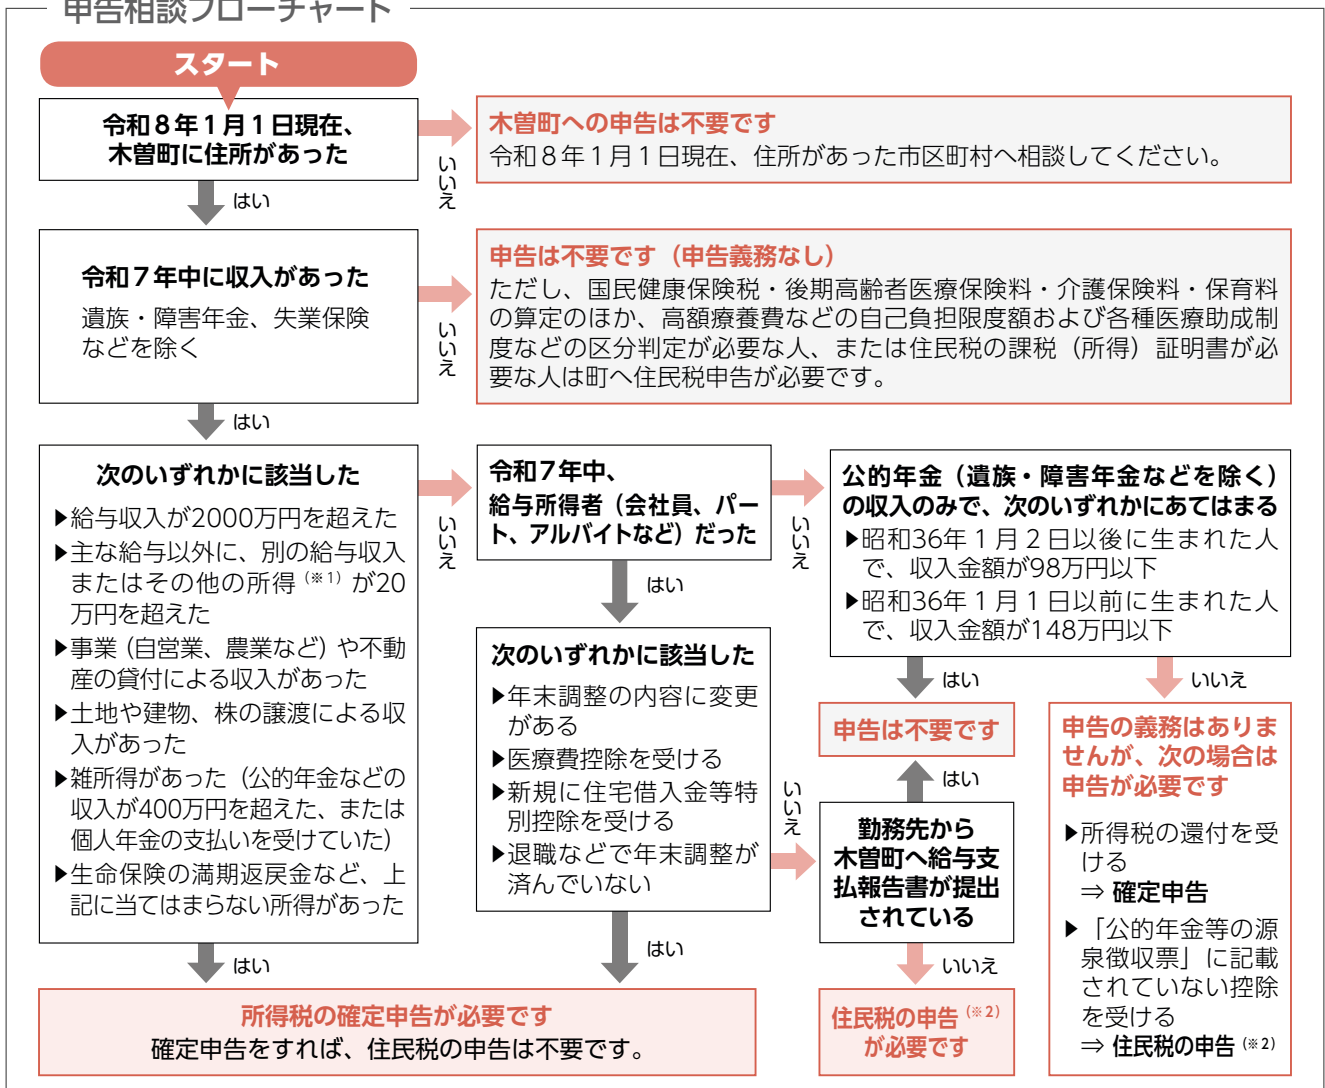 申告相談フローチャート
スタート
令和8年1月1日現在、
木曽町に住所があった
いいえ
木曽町への申告は不要です
令和8年1月1日現在、住所があった市区町村へ相談してください。
はい
令和7年中に収入があった
遺族・障害年金、失業保険
などを除く
いいえ
申告は不要です（申告義務なし）
ただし、国民健康保険税・後期高齢者医療保険料・介護保険料・保育料
の算定のほか、高額療養費などの自己負担限度額および各種医療助成制
度などの区分判定が必要な人、または住民税の課税（所得）証明書が必
要な人は町へ住民税申告が必要です。
はい
次のいずれかに該当した
▶給与収入が2000万円を超えた
▶主な給与以外に、別の給与収入
またはその他の所得（※1）が20
万円を超えた
▶事業（自営業、農業など）や不動
産の貸付による収入があった
▶土地や建物、株の譲渡による収
入があった
▶雑所得があった（公的年金などの
収入が400万円を超えた、または
個人年金の支払いを受けていた）
▶生命保険の満期返戻金など、上
記に当てはまらない所得があった
いいえ
令和7年中、
給与所得者（会社員、パー
ト、アルバイトなど）だった
いいえ
公的年金（遺族・障害年金などを除く）
の収入のみで、次のいずれかにあてはまる
▶昭和36年1月2日以後に生まれた人
で、収入金額が98万円以下
▶昭和36年1月1日以前に生まれた人
で、収入金額が148万円以下
はい
次のいずれかに該当した
▶年末調整の内容に変更
がある
▶医療費控除を受ける
▶新規に住宅借入金等特
別控除を受ける
▶退職などで年末調整が
済んでいない
いいえ
はい
いいえ
申告は不要です
はい
勤務先から
木曽町へ給与支
払報告書が提出
されている
申告の義務はありま
せんが、次の場合は
申告が必要です
▶所得税の還付を受
ける
⇒ 確定申告
▶「公的年金等の源
泉徴収票」に記載
されていない控除
を受ける
⇒ 住民税の申告（※2）
はい
はい
いいえ
所得税の確定申告が必要です
確定申告をすれば、住民税の申告は不要です。
住民税の申告（※2）
が必要です